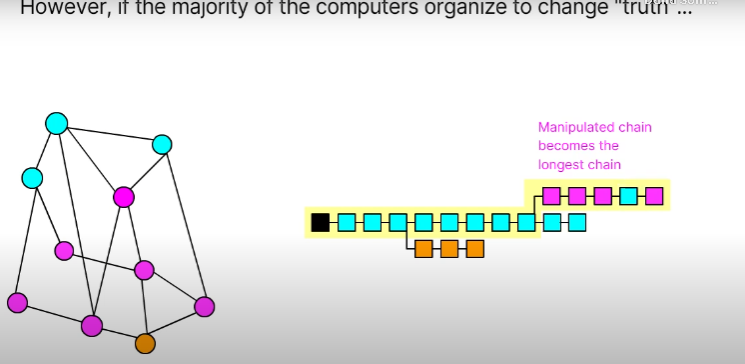 However, if the majority of the computers organize to change "truth"...
Manipulated chain
becomes the
longest chain